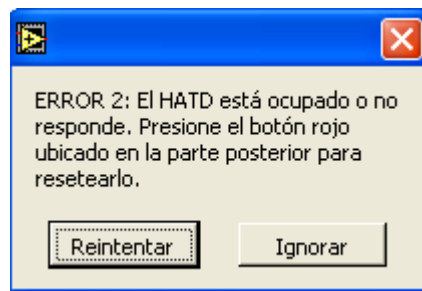 ERROR 2: El HATD está ocupado o no
responde. Presione el botón rojo
ubicado en la parte posterior para
resetearlo.
Reintentar
Ignorar